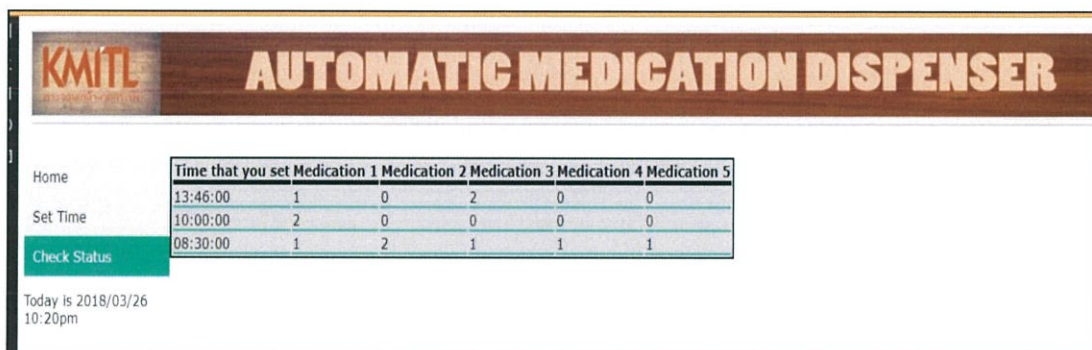 KMITL
AUTOMATIC MEDICATION DISPENSER
Home
Set Time
Check Status
Today is 2018/03/26
10:20pm
Time that you set Medication 1 Medication 2 Medication 3 Medication 4 Medication 5
13:46:00 1 0 2 0 0
10:00:00 2 0 0 0 0
08:30:00 1 2 1 1 1